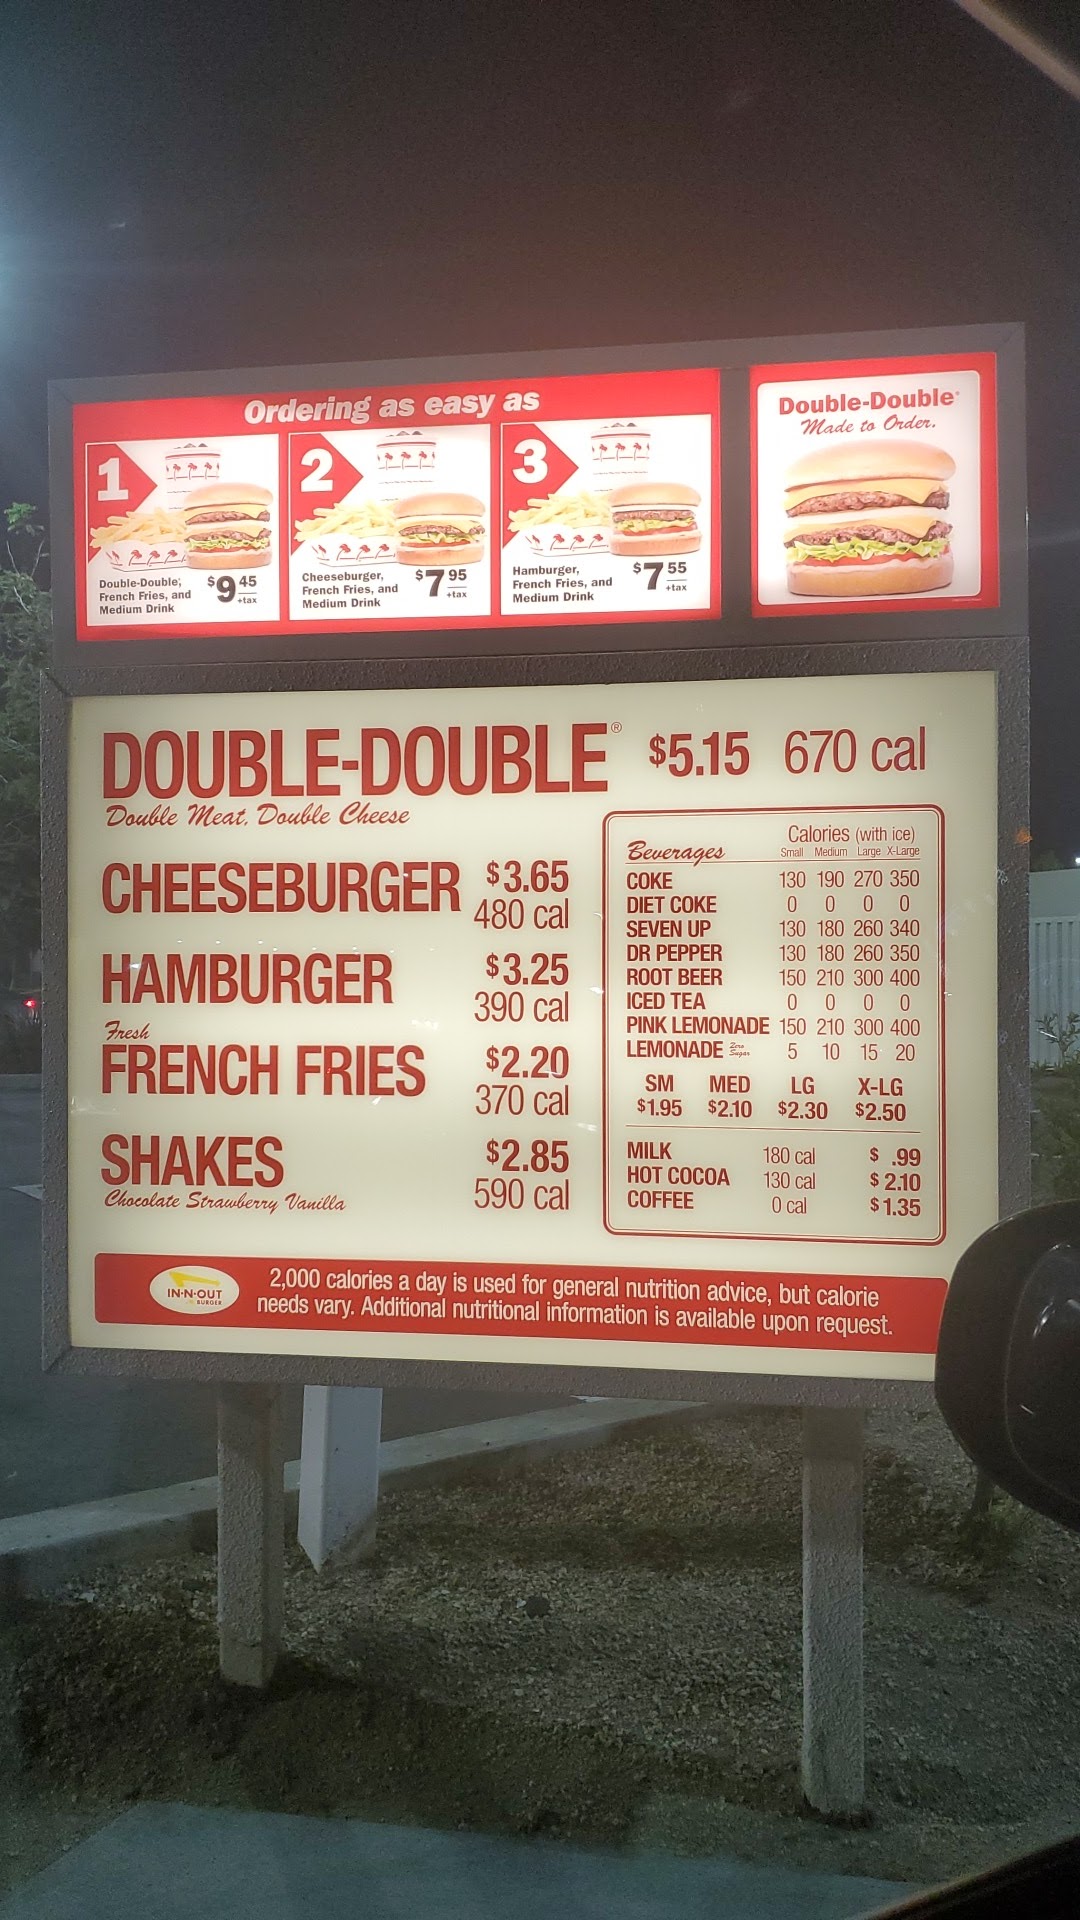 Ordering as easy as
1
Double-Double,®
French Fries, and
Medium Drink
$9 45
+tax
2
Cheeseburger,
French Fries, and
Medium Drink
$7 95
+tax
3
Hamburger,
French Fries, and
Medium Drink
$7 55
+tax
Double-Double®
Made to Order.
DOUBLE-DOUBLE® $5.15 670 cal
Double Meat, Double Cheese
CHEESEBURGER $3.65
480 cal
HAMBURGER $3.25
390 cal
Fresh
FRENCH FRIES $2.20
370 cal
SHAKES $2.85
Chocolate Strawberry Vanilla 590 cal
Calories (with ice)
Beverages Small Medium Large X-Large
COKE 130 190 270 350
DIET COKE 0 0 0 0
SEVEN UP 130 180 260 340
DR PEPPER 130 180 260 350
ROOT BEER 150 210 300 400
ICED TEA 0 0 0 0
PINK LEMONADE 150 210 300 400
LEMONADE Zero Sugar 5 10 15 20
SM MED LG X-LG
$1.95 $2.10 $2.30 $2.50
MILK 180 cal $ .99
HOT COCOA 130 cal $ 2.10
COFFEE 0 cal $ 1.35
IN-N-OUT
BURGER
2,000 calories a day is used for general nutrition advice, but calorie
needs vary. Additional nutritional information is available upon request.